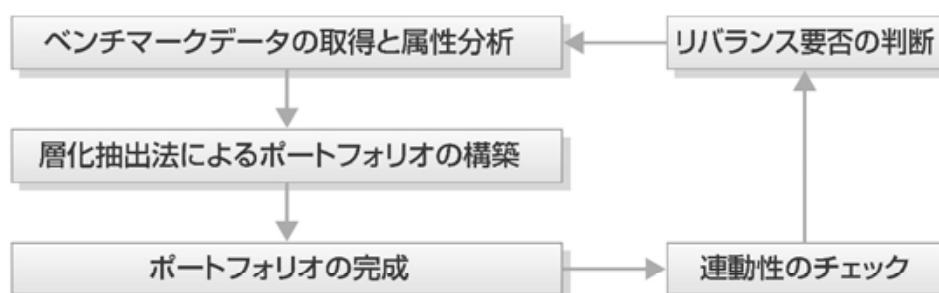 ベンチマークデータの取得と属性分析
リバランス要否の判断
層化抽出法によるポートフォリオの構築
ポートフォリオの完成
連動性のチェック